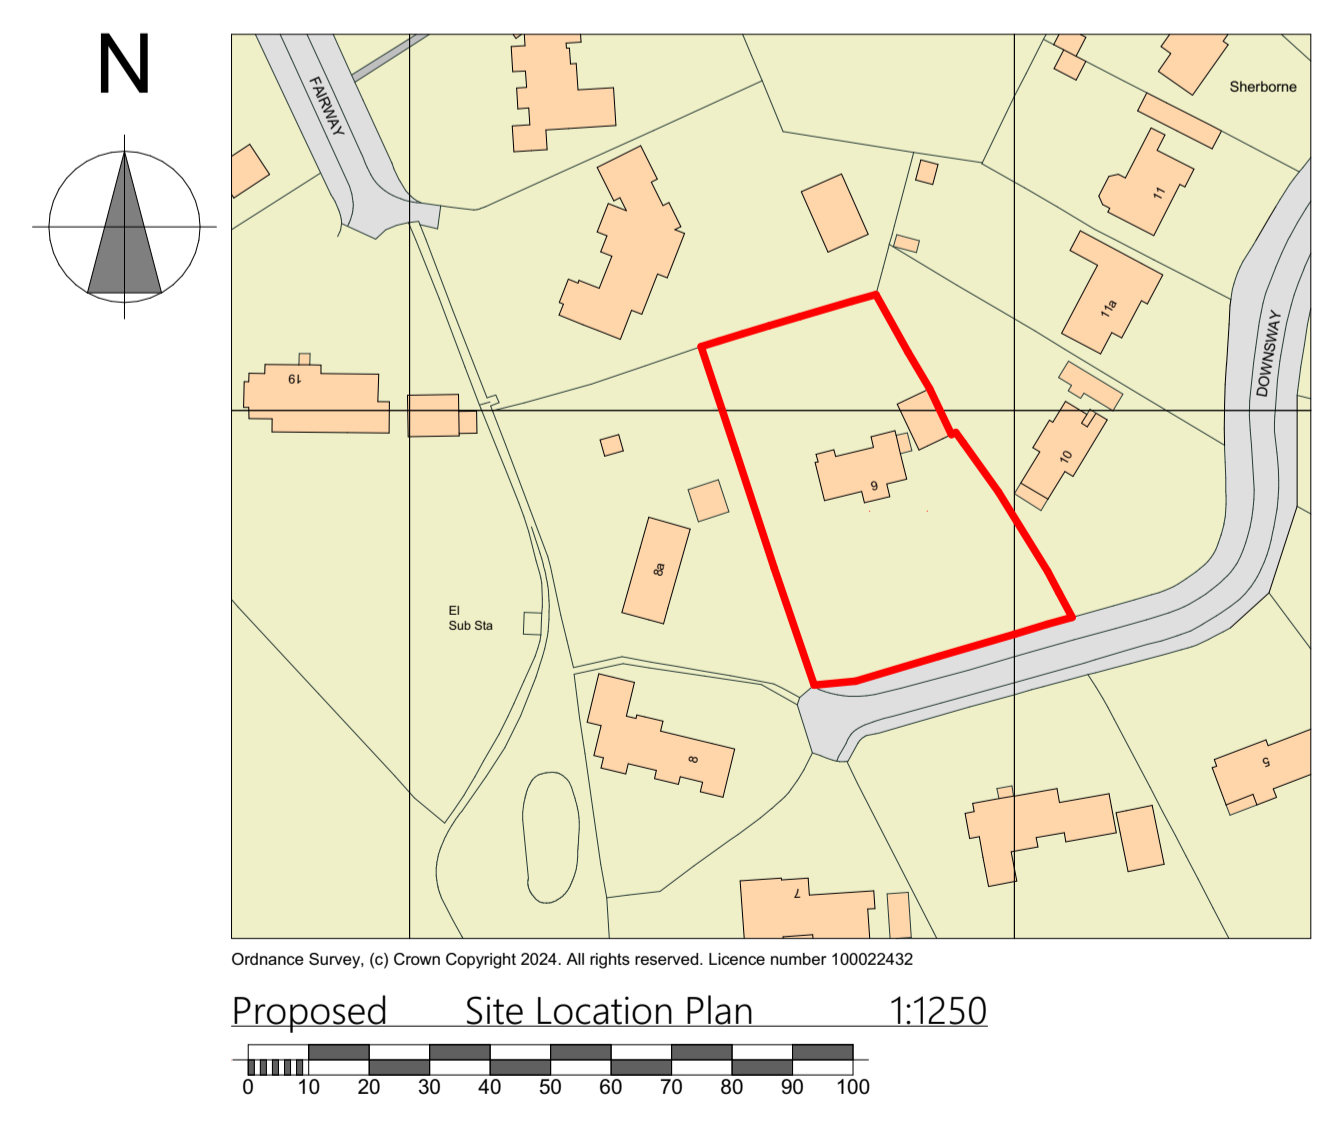 N
FAIRWAY
Sherborne
11
11a
DOWNSWAY
19
10
9
8a
El
Sub Sta
8
5
7
Ordnance Survey, (c) Crown Copyright 2024. All rights reserved. Licence number 100022432
Proposed Site Location Plan 1:1250
0 10 20 30 40 50 60 70 80 90 100